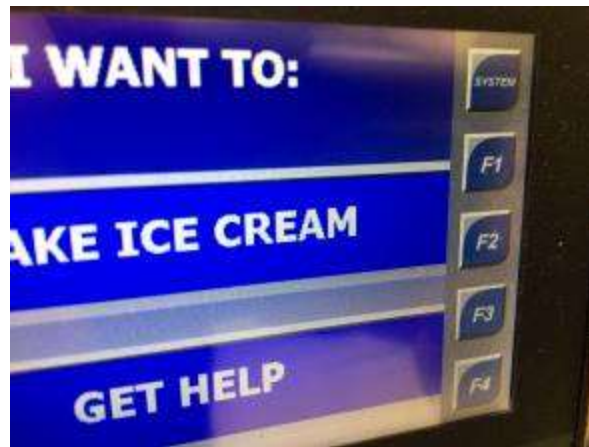 I WANT TO:
SYSTEM
F1
AKE ICE CREAM
F2
F3
GET HELP
F4